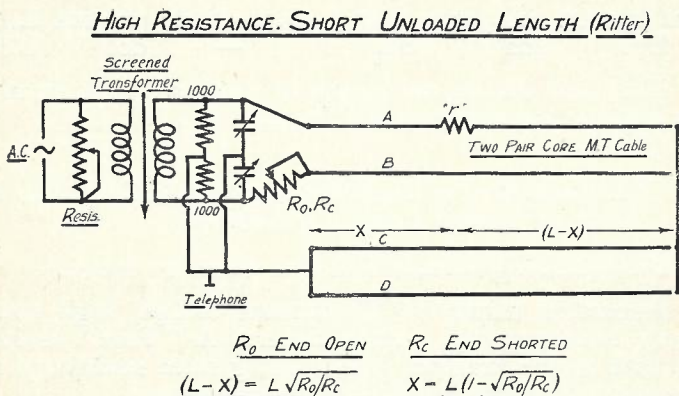 HIGH RESISTANCE. SHORT UNLOADED LENGTH (Ritter)
Screened
Transformer
1000
A.C.
Resis.
1000
R₀.Rc
Telephone
A
"r"
TWO PAIR CORE M.T Cable
B
X
(L-X)
C
D
R₀ END OPEN
Rc END SHORTED
(L-X) = L √R₀/Rc
X = L(1-√R₀/Rc)